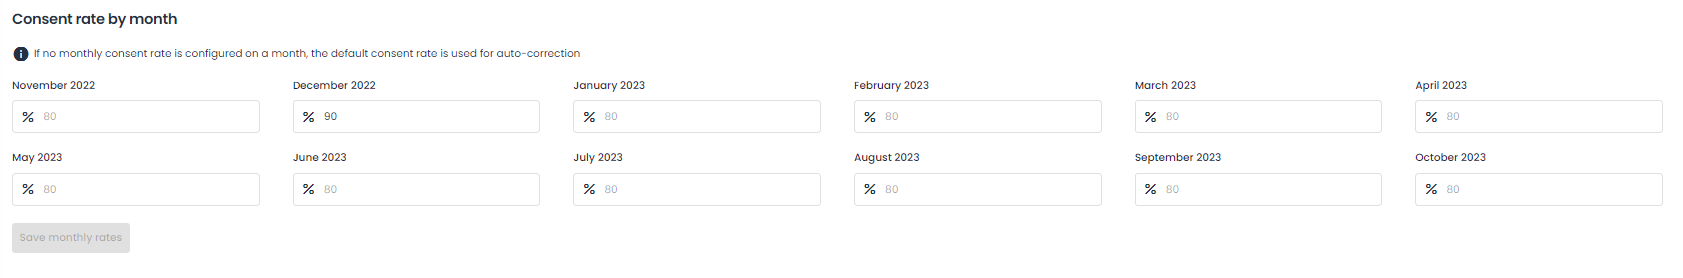 Consent rate by month
If no monthly consent rate is configured on a month, the default consent rate is used for auto-correction
November 2022 December 2022 January 2023 February 2023 March 2023 April 2023
% 80 % 90 % 80 % 80 % 80 % 80
May 2023 June 2023 July 2023 August 2023 September 2023 October 2023
% 80 % 80 % 80 % 80 % 80 % 80
Save monthly rates